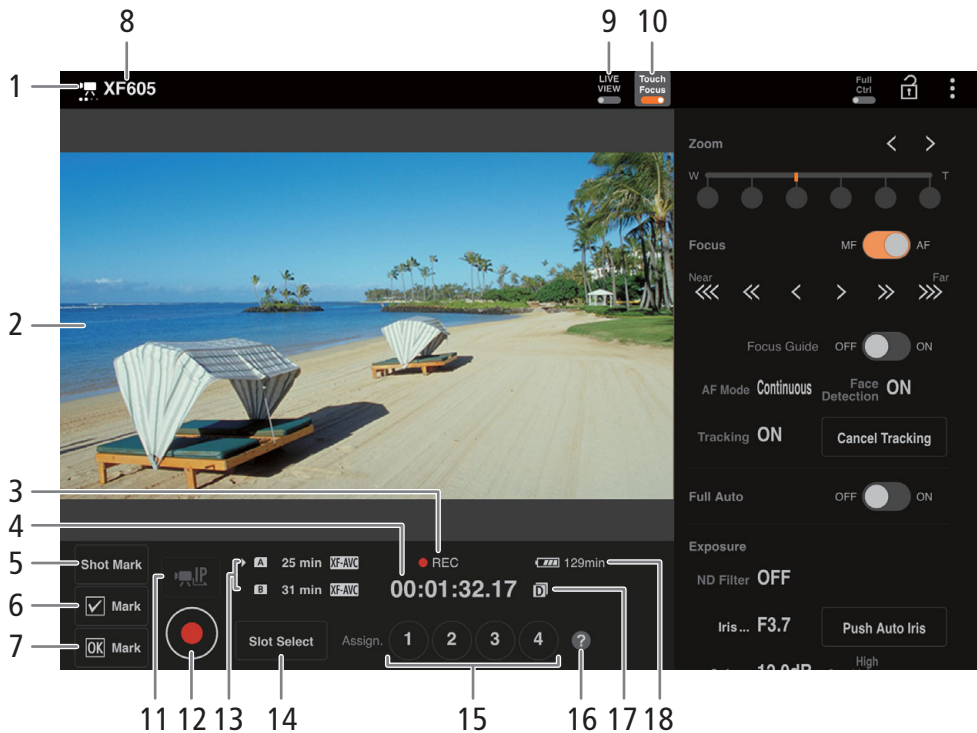 8 9 10
1 XF605 LIVE VIEW Touch Focus Full Ctrl
Zoom
W T
Focus MF AF
Near Far
2
Focus Guide OFF ON
AF Mode Continuous Face Detection ON
Tracking ON Cancel Tracking
3
Full Auto OFF ON
4
Exposure
5 Shot Mark IP A 25 min XF-AVC REC 129min
ND Filter OFF
6 Mark B 31 min XF-AVC 00:01:32.17 D
Iris... F3.7 Push Auto Iris
7 OK Mark Slot Select Assign. 1 2 3 4 ?
12.0dB High
11 12 13 14 15 16 17 18